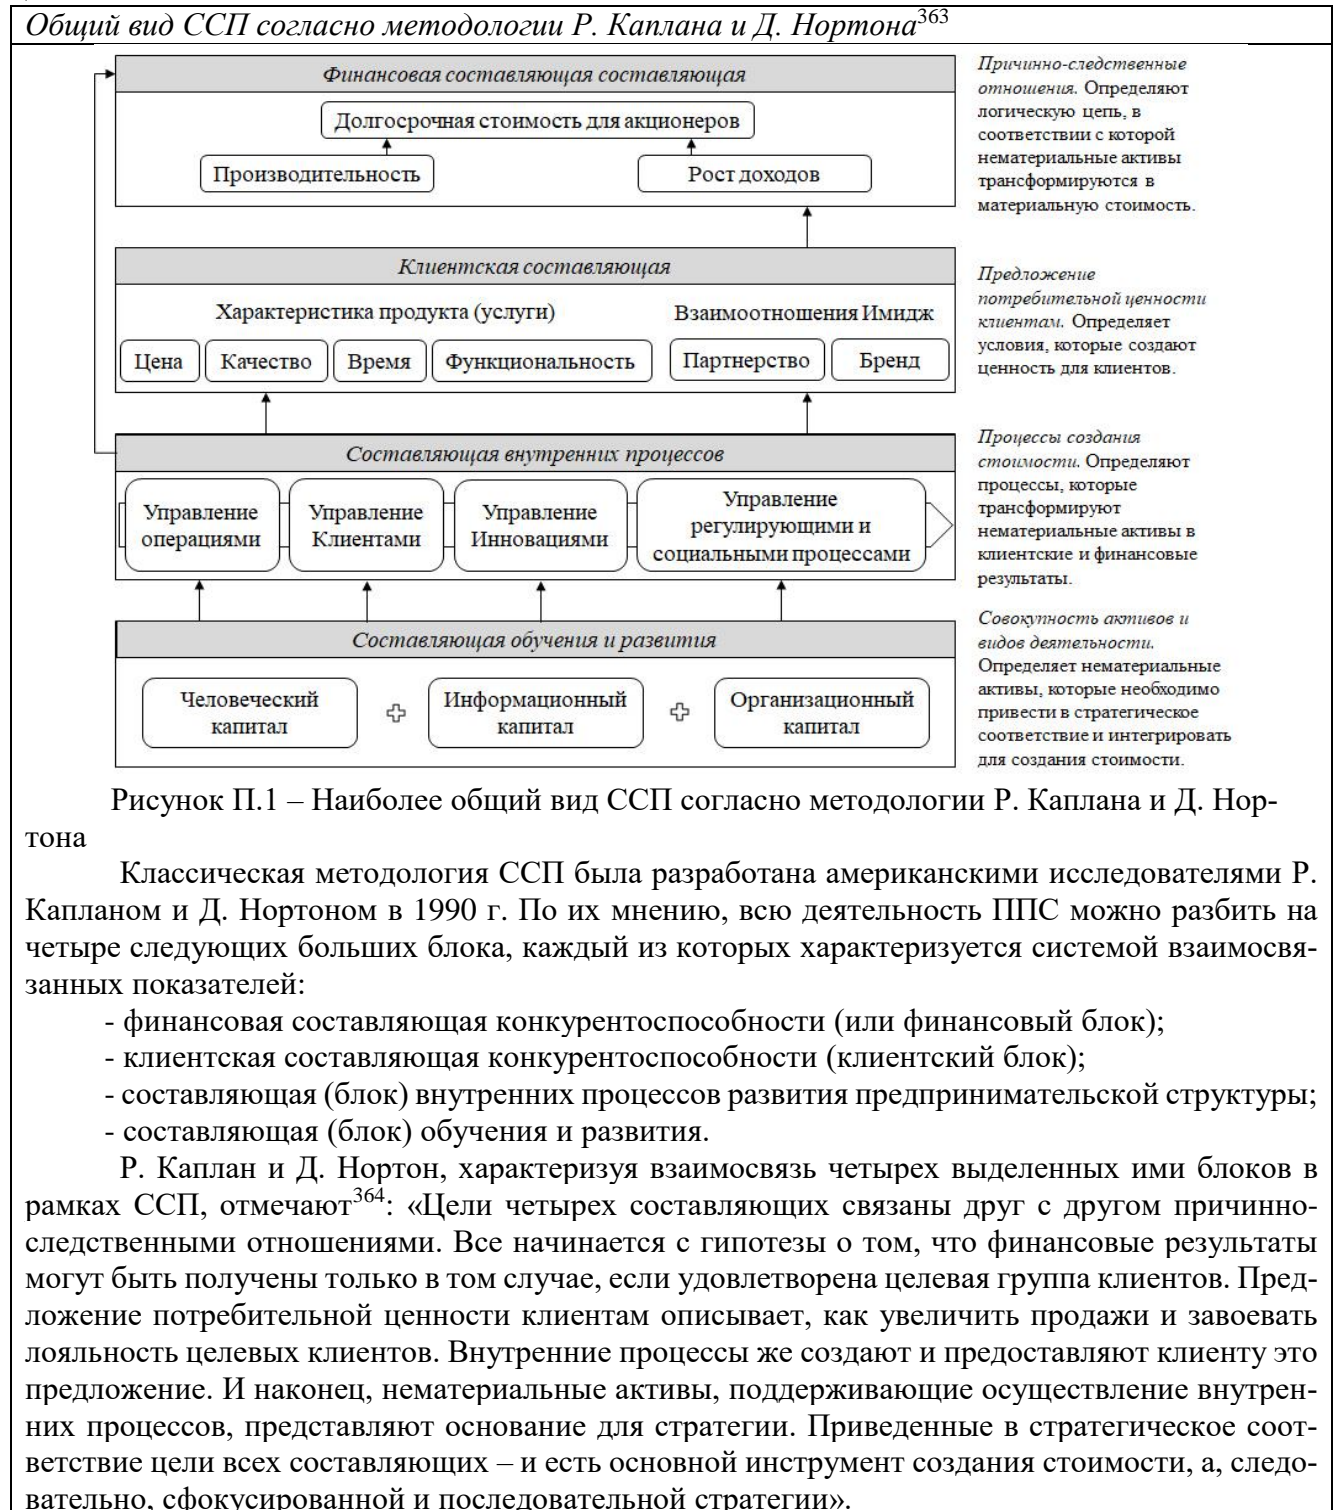 Общий вид ССП согласно методологии Р. Каплана и Д. Нортона363
Финансовая составляющая составляющая
Долгосрочная стоимость для акционеров
Производительность
Рост доходов
Причинно-следственные
отношения. Определяют
логическую цепь, в
соответствии с которой
нематериальные активы
трансформируются в
материальную стоимость.
Клиентская составляющая
Характеристика продукта (услуги)
Взаимоотношения Имидж
Цена
Качество
Время
Функциональность
Партнерство
Бренд
Предложение
потребительной ценности
клиентам. Определяет
условия, которые создают
ценность для клиентов.
Составляющая внутренних процессов
Управление
операциями
Управление
Клиентами
Управление
Инновациями
Управление
регулирующими и
социальными процессами
Процессы создания
стоимости. Определяют
процессы, которые
трансформируют
нематериальные активы в
клиентские и финансовые
результаты.
Составляющая обучения и развития
Человеческий
капитал
Информационный
капитал
Организационный
капитал
Совокупность активов и
видов деятельности.
Определяет нематериальные
активы, которые необходимо
привести в стратегическое
соответствие и интегрировать
для создания стоимости.
Рисунок П.1 – Наиболее общий вид ССП согласно методологии Р. Каплана и Д. Нор-
тона
Классическая методология ССП была разработана американскими исследователями Р.
Капланом и Д. Нортоном в 1990 г. По их мнению, всю деятельность ППС можно разбить на
четыре следующих больших блока, каждый из которых характеризуется системой взаимосвя-
занных показателей:
- финансовая составляющая конкурентоспособности (или финансовый блок);
- клиентская составляющая конкурентоспособности (клиентский блок);
- составляющая (блок) внутренних процессов развития предпринимательской структуры;
- составляющая (блок) обучения и развития.
Р. Каплан и Д. Нортон, характеризуя взаимосвязь четырех выделенных ими блоков в
рамках ССП, отмечают364: «Цели четырех составляющих связаны друг с другом причинно-
следственными отношениями. Все начинается с гипотезы о том, что финансовые результаты
могут быть получены только в том случае, если удовлетворена целевая группа клиентов. Пред-
ложение потребительной ценности клиентам описывает, как увеличить продажи и завоевать
лояльность целевых клиентов. Внутренние процессы же создают и предоставляют клиенту это
предложение. И наконец, нематериальные активы, поддерживающие осуществление внутрен-
них процессов, представляют основание для стратегии. Приведенные в стратегическое соот-
ветствие цели всех составляющих – и есть основной инструмент создания стоимости, а, следо-
вательно, сфокусированной и последовательной стратегии».